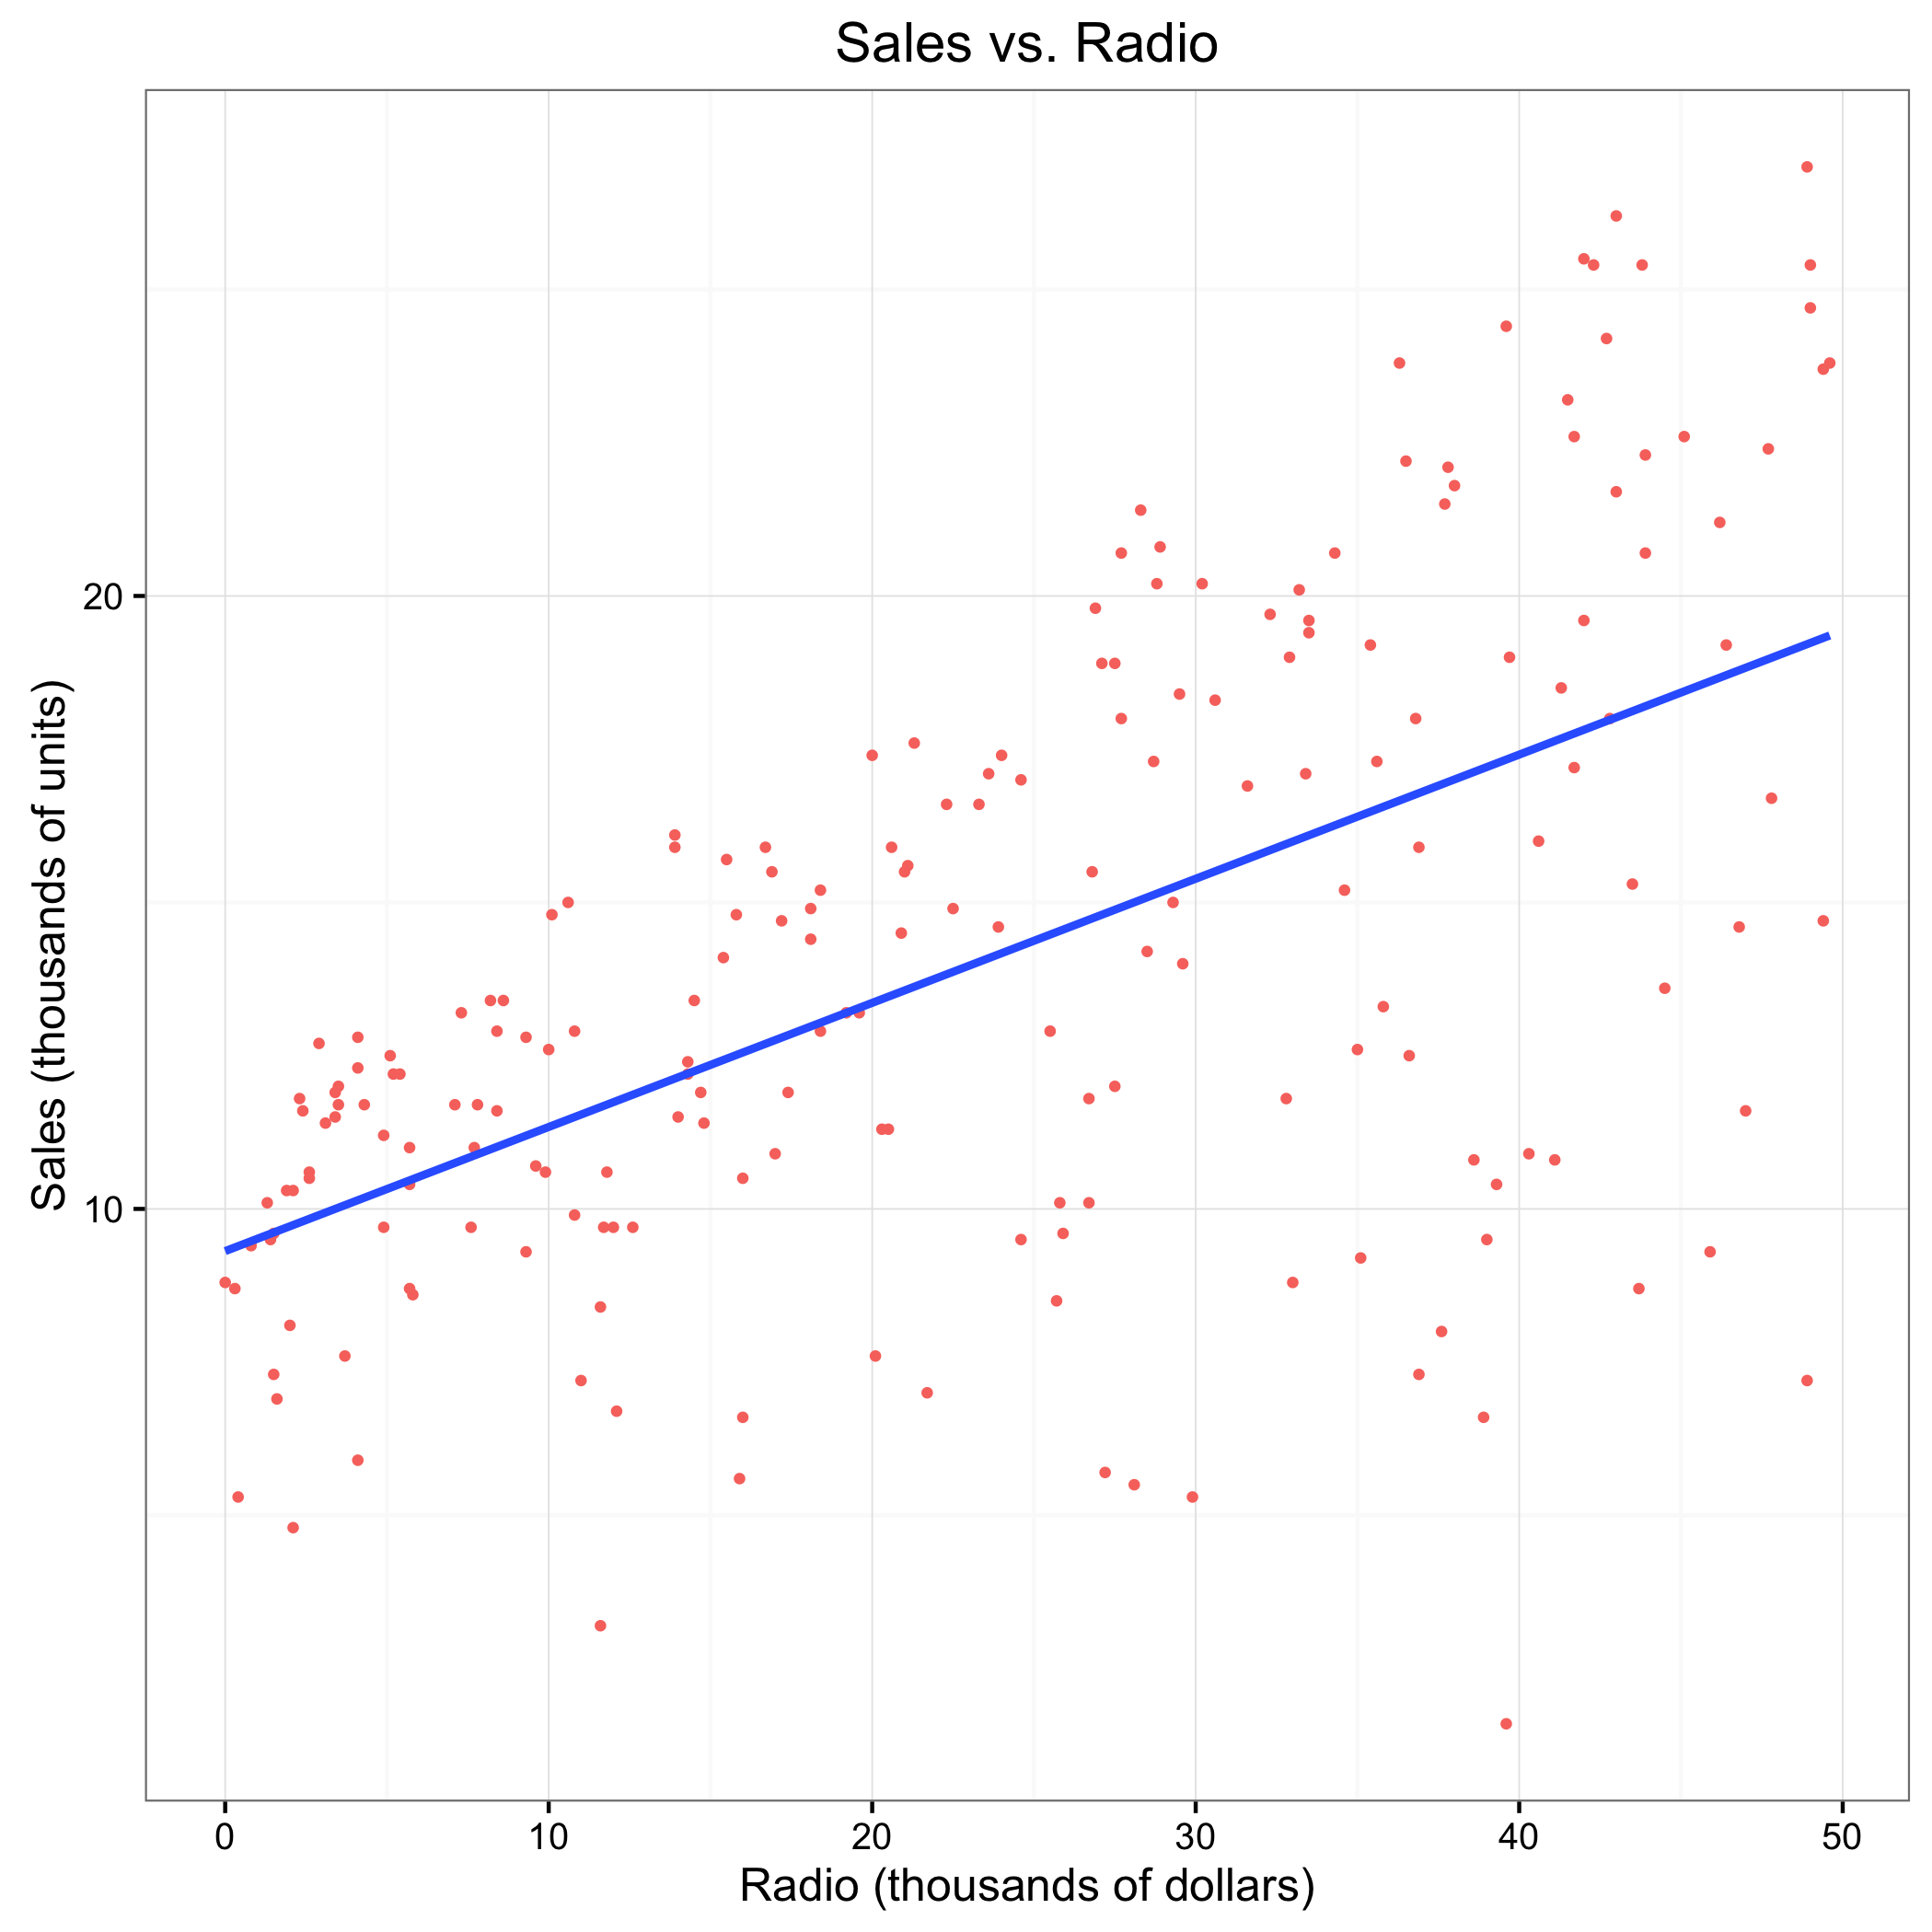 Sales vs. Radio
Sales (thousands of units)
20
10
0 10 20 30 40 50
Radio (thousands of dollars)